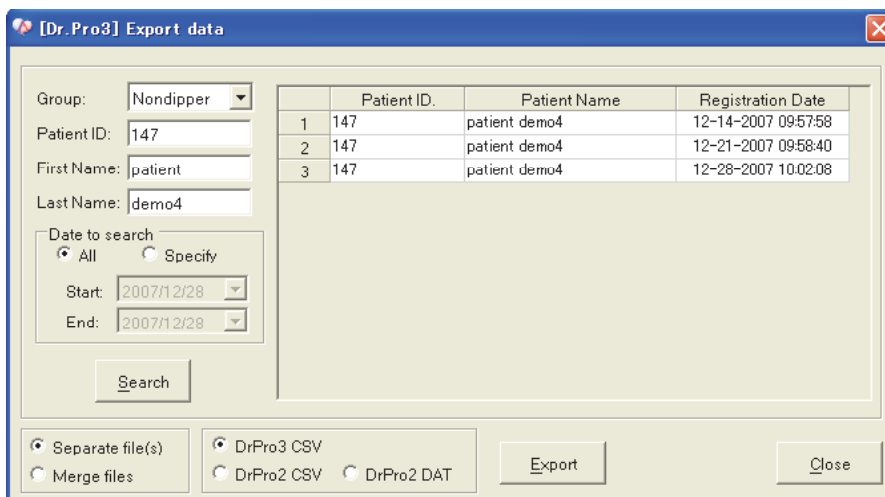 [Dr.Pro3] Export data
Group: Nondipper
Patient ID: 147
First Name: patient
Last Name: demo4
Date to search
All Specify
Start: 2007/12/28
End: 2007/12/28
Search
Patient ID. Patient Name Registration Date
1 147 patient demo4 12-14-2007 09:57:58
2 147 patient demo4 12-21-2007 09:58:40
3 147 patient demo4 12-28-2007 10:02:08
Separate file(s)
Merge files
DrPro3 CSV
DrPro2 CSV DrPro2 DAT
Export
Close